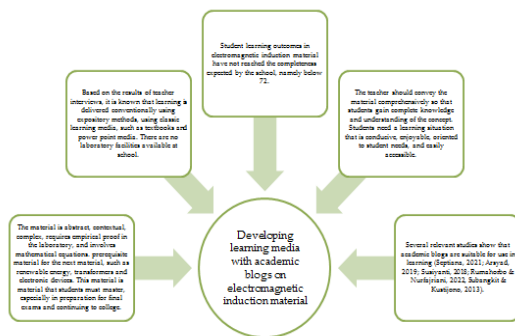 Student learning outcomes in
electromagnetic induction material
have not reached the completeness
expected by the school, namely below
72.
Based on the results of teacher
interviews, it is known that learning is
delivered conventionally using
expository methods, using classic
learning media, such as textbooks and
power point media. There are no
laboratory facilities available at
school.
The teacher should convey the
material comprehensively so that
students gain complete knowledge
and understanding of the concept.
Students need a learning situation
that is conducive, enjoyable, oriented
to student needs, and easily
accessible.
The material is abstract, contextual,
complex, requires empirical proof in
the laboratory, and involves
mathematical equations. prerequisite
material for the next material, such as
renewable energy, transformers and
electronic devices. This material is
material that students must master,
especially in preparation for final
exams and continuing to college.
Developing
learning media
with academic
blogs on
electromagnetic
induction material
Several relevant studies show that
academic blogs are suitable for use in
learning (Septiano, 2021; Arsyad,
2019; Susiyanti, 2018; Rumahorbo &
Nurfajriani, 2022, Subangkit &
Kustijono, 2013).